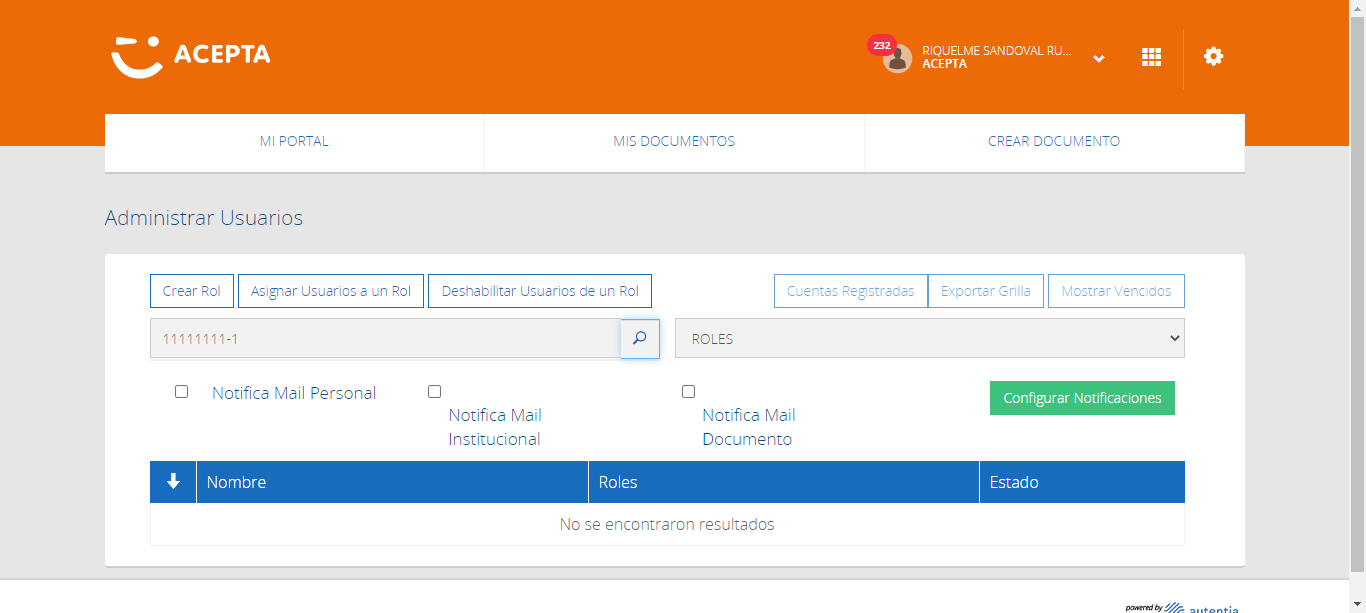 ACEPTA
232
RIQUELME SANDOVAL RU...
ACEPTA
MI PORTAL
MIS DOCUMENTOS
CREAR DOCUMENTO
Administrar Usuarios
Crear Rol
Asignar Usuarios a un Rol
Deshabilitar Usuarios de un Rol
Cuentas Registradas
Exportar Grilla
Mostrar Vencidos
11111111-1
ROLES
Notifica Mail Personal
Notifica Mail
Institucional
Notifica Mail
Documento
Configurar Notificaciones
Nombre
Roles
Estado
No se encontraron resultados
powered by autentia